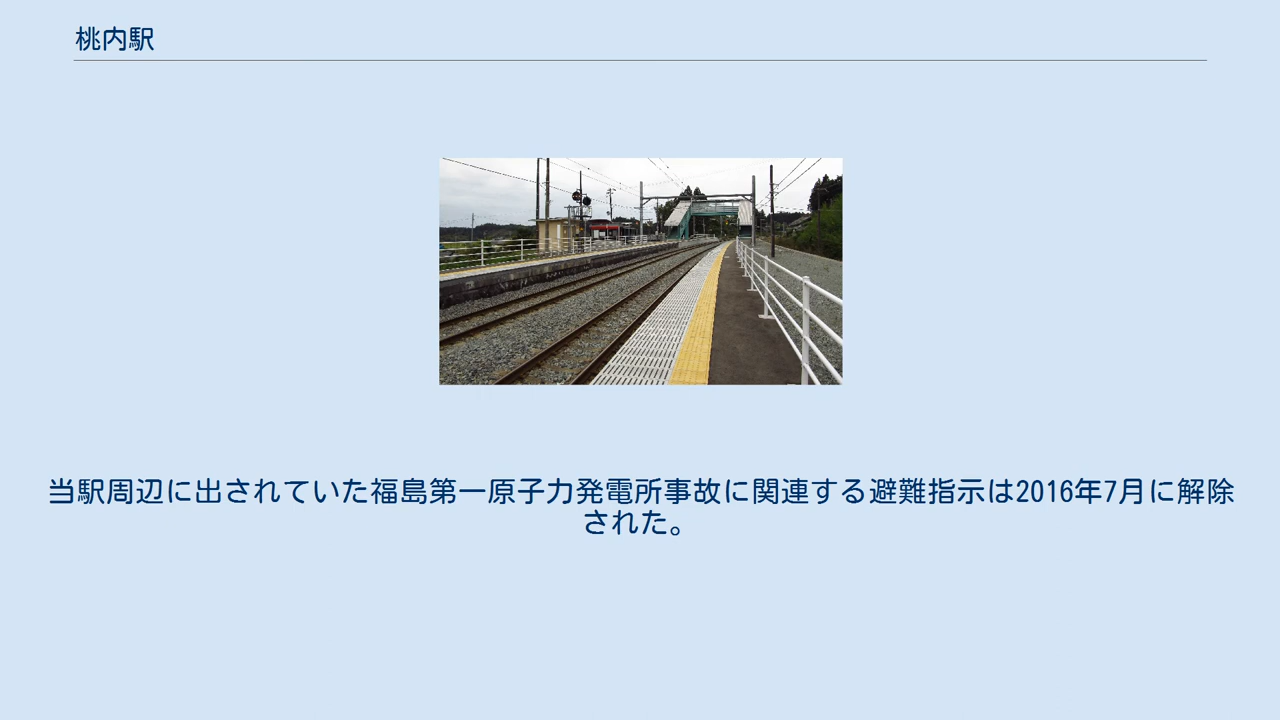 桃内駅
当駅周辺に出されていた福島第一原子力発電所事故に関連する避難指示は2016年7月に解除
された。